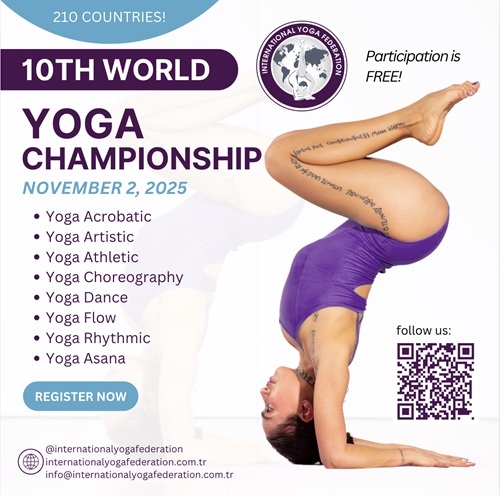 210 COUNTRIES!
10TH WORLD
INTERNATIONAL YOGA FEDERATION
Participation is
FREE!
YOGA
CHAMPIONSHIP
NOVEMBER 2, 2025
• Yoga Acrobatic
• Yoga Artistic
• Yoga Athletic
• Yoga Choreography
• Yoga Dance
• Yoga Flow
• Yoga Rhythmic
• Yoga Asana
follow us:
REGISTER NOW
@internationalyogafederation
internationalyogafederation.com.tr
info@internationalyogafederation.com.tr